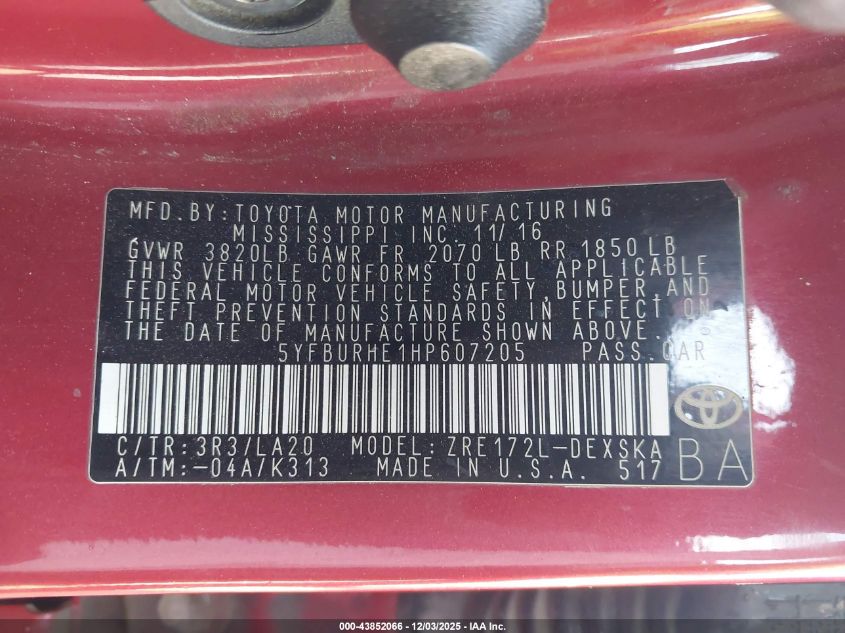 MFD.BY:TOYOTA MOTOR MANUFACTURING
MISSISSIPPI INC. 11/16
GVWR 3820LB GAWR FR 2070 LB RR 1850 LB
THIS VEHICLE CONFORMS TO ALL APPLICABLE
FEDERAL MOTOR VEHICLE SAFETY,BUMPER,AND
THEFT PREVENTION STANDARDS IN EFFECT ON
THE DATE OF MANUFACTURE SHOWN ABOVE.
5YFBURHE1HP607205 PASS.CAR
C/TR:3R3/LA20 MODEL: ZRE172L-DEXSKA
A/TM:-04A/K313 MADE IN U.S.A. 517
BA
000-43852066 - 12/03/2025 - IAA Inc.